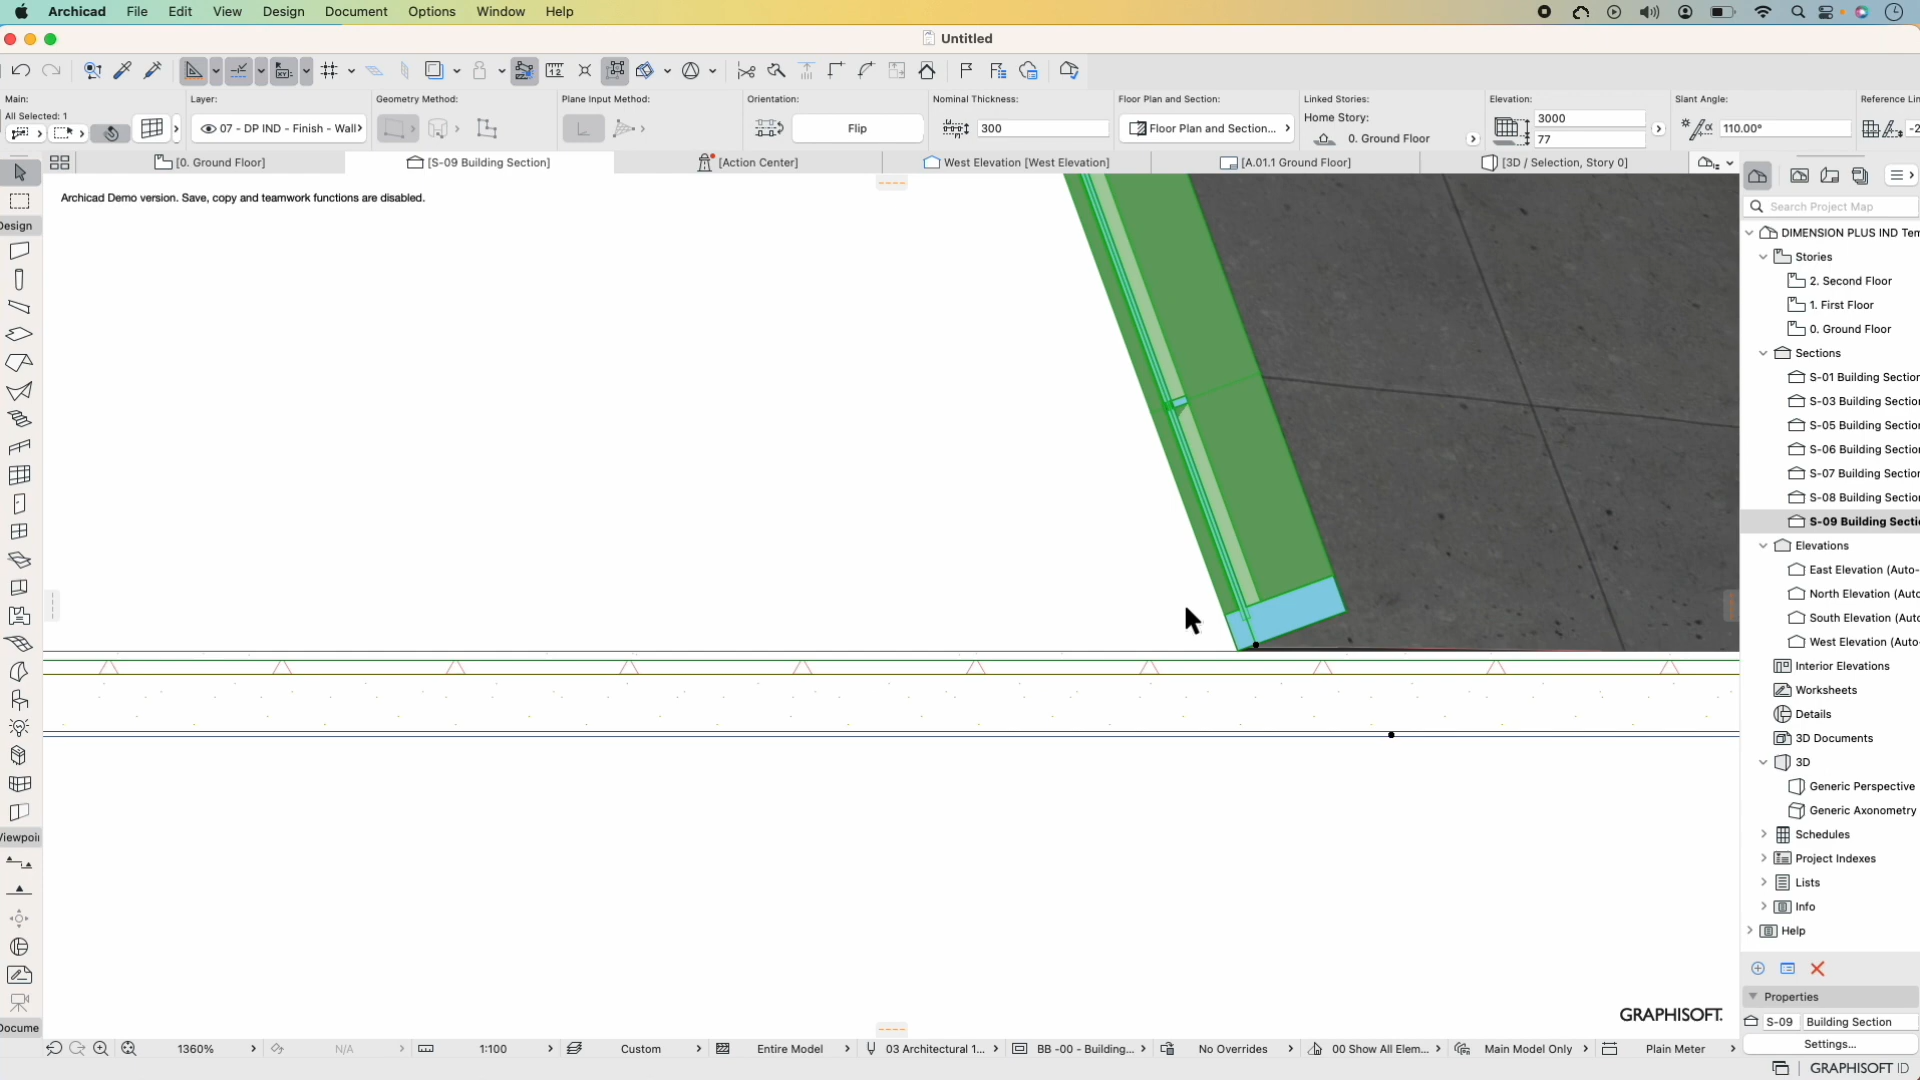 Archicad File Edit View Design Document Options Window Help
Untitled
Main:
All Selected: 1
Layer:
07 - DP IND - Finish - Wall
Geometry Method:
Plane Input Method:
Orientation:
Flip
Nominal Thickness:
300
Floor Plan and Section:
Floor Plan and Section...
Linked Stories:
Home Story:
0. Ground Floor
Elevation:
3000
77
Slant Angle:
110.00°
Reference Lin
[0. Ground Floor]
[S-09 Building Section]
[Action Center]
West Elevation [West Elevation]
[A.01.1 Ground Floor]
[3D / Selection, Story 0]
Archicad Demo version. Save, copy and teamwork functions are disabled.
Design
Viewpoi
Docume
Search Project Map
DIMENSION PLUS IND Tem
Stories
2. Second Floor
1. First Floor
0. Ground Floor
Sections
S-01 Building Section
S-03 Building Section
S-05 Building Section
S-06 Building Section
S-07 Building Section
S-08 Building Section
S-09 Building Secti
Elevations
East Elevation (Auto-
North Elevation (Auto
South Elevation (Auto
West Elevation (Auto-
Interior Elevations
Worksheets
Details
3D Documents
3D
Generic Perspective
Generic Axonometry
Schedules
Project Indexes
Lists
Info
Help
Properties
S-09 Building Section
Settings...
GRAPHISOFT.
1360%
N/A
1:100
Custom
Entire Model
03 Architectural 1...
BB -00 - Building...
No Overrides
00 Show All Elem...
Main Model Only
Plain Meter
GRAPHISOFT ID